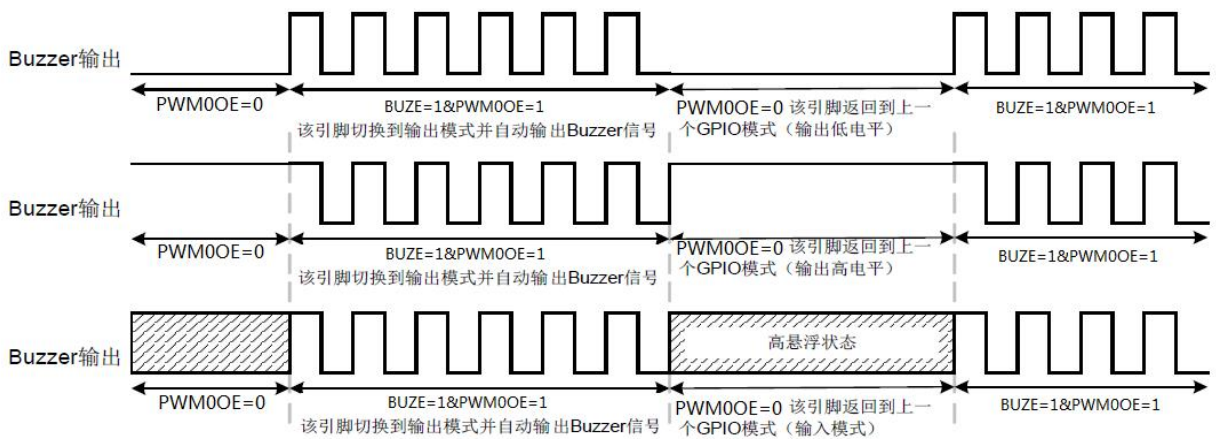 Buzzer输出
PWM0OE=0
BUZE=1&PWM0OE=1
该引脚切换到输出模式并自动输出Buzzer信号
PWM0OE=0 该引脚返回到上一
个GPIO模式（输出低电平）
BUZE=1&PWM0OE=1
Buzzer输出
PWM0OE=0
BUZE=1&PWM0OE=1
该引脚切换到输出模式并自动输出Buzzer信号
PWM0OE=0 该引脚返回到上一
个GPIO模式（输出高电平）
BUZE=1&PWM0OE=1
Buzzer输出
高悬浮状态
PWM0OE=0
BUZE=1&PWM0OE=1
该引脚切换到输出模式并自动输出Buzzer信号
PWM0OE=0 该引脚返回到上一
个GPIO模式（输入模式）
BUZE=1&PWM0OE=1